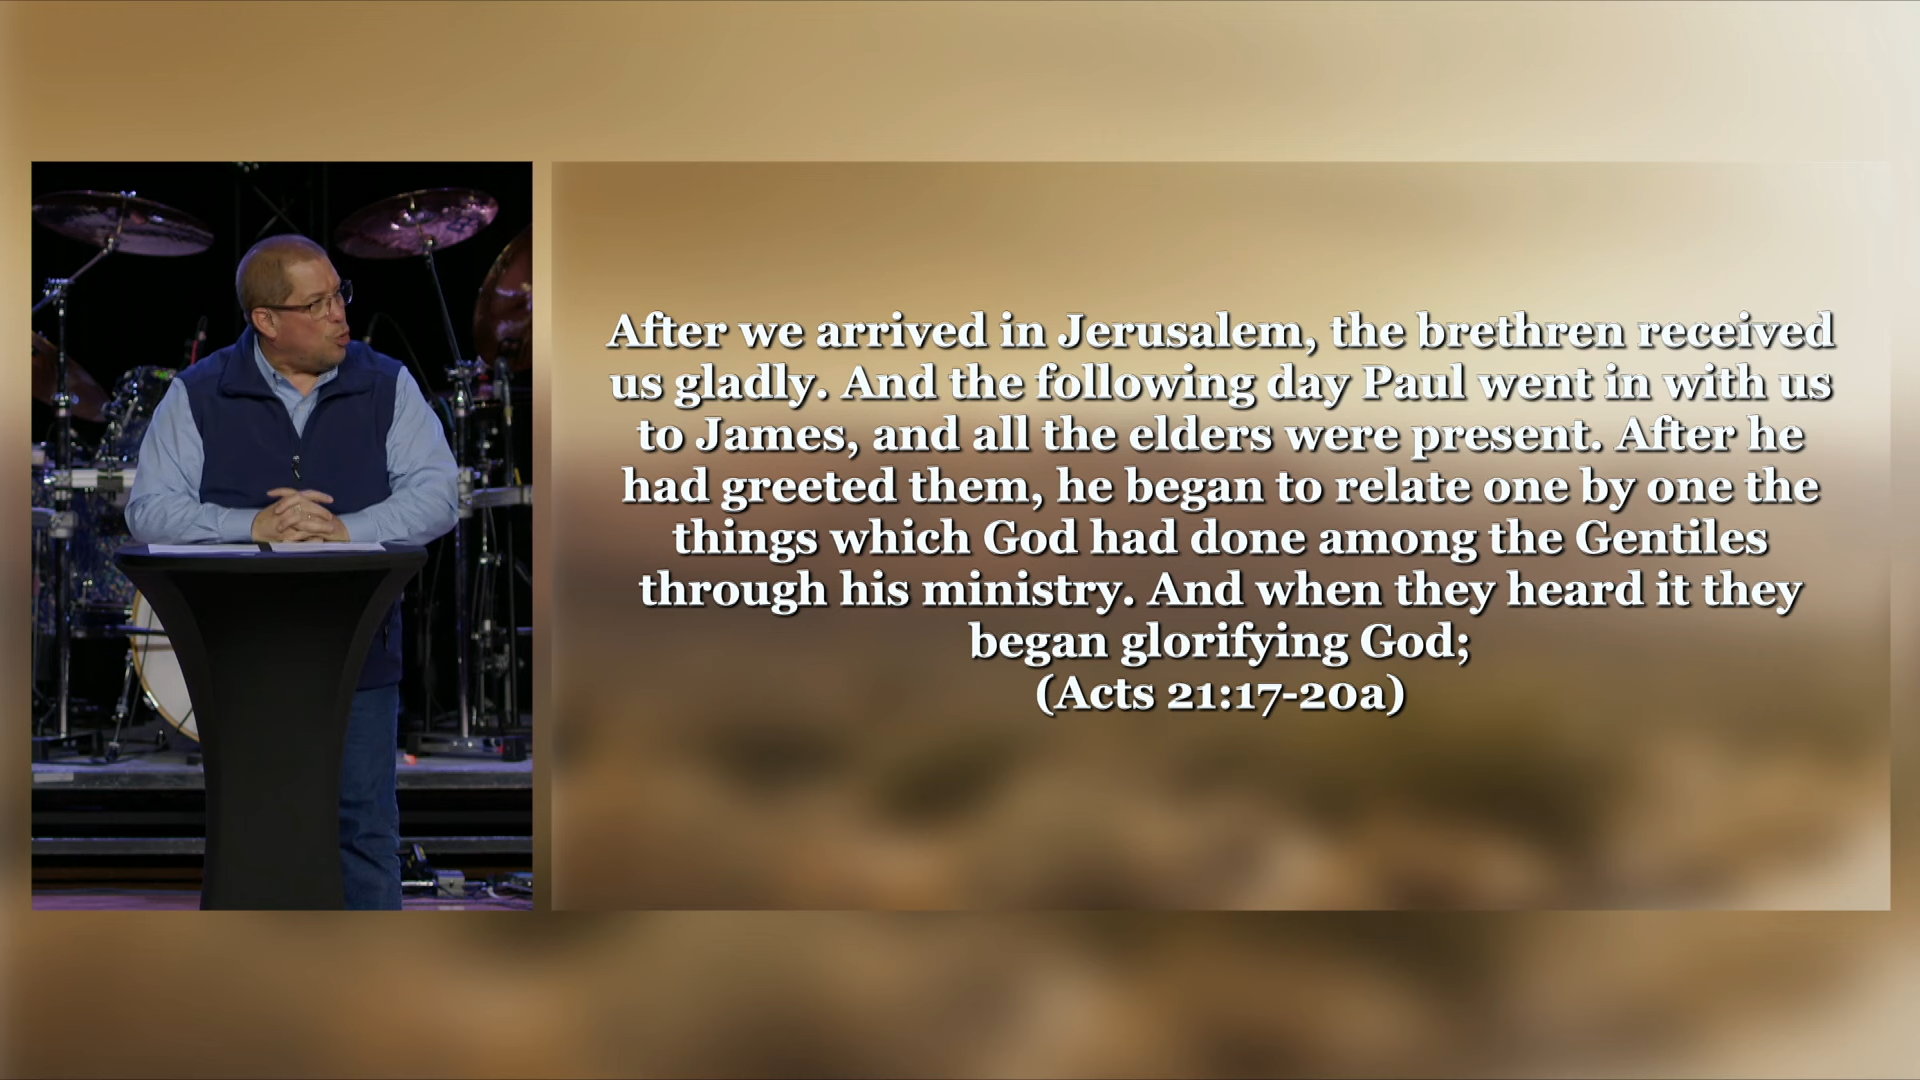 After we arrived in Jerusalem, the brethren received
us gladly. And the following day Paul went in with us
to James, and all the elders were present. After he
had greeted them, he began to relate one by one the
things which God had done among the Gentiles
through his ministry. And when they heard it they
began glorifying God;
(Acts 21:17-20a)